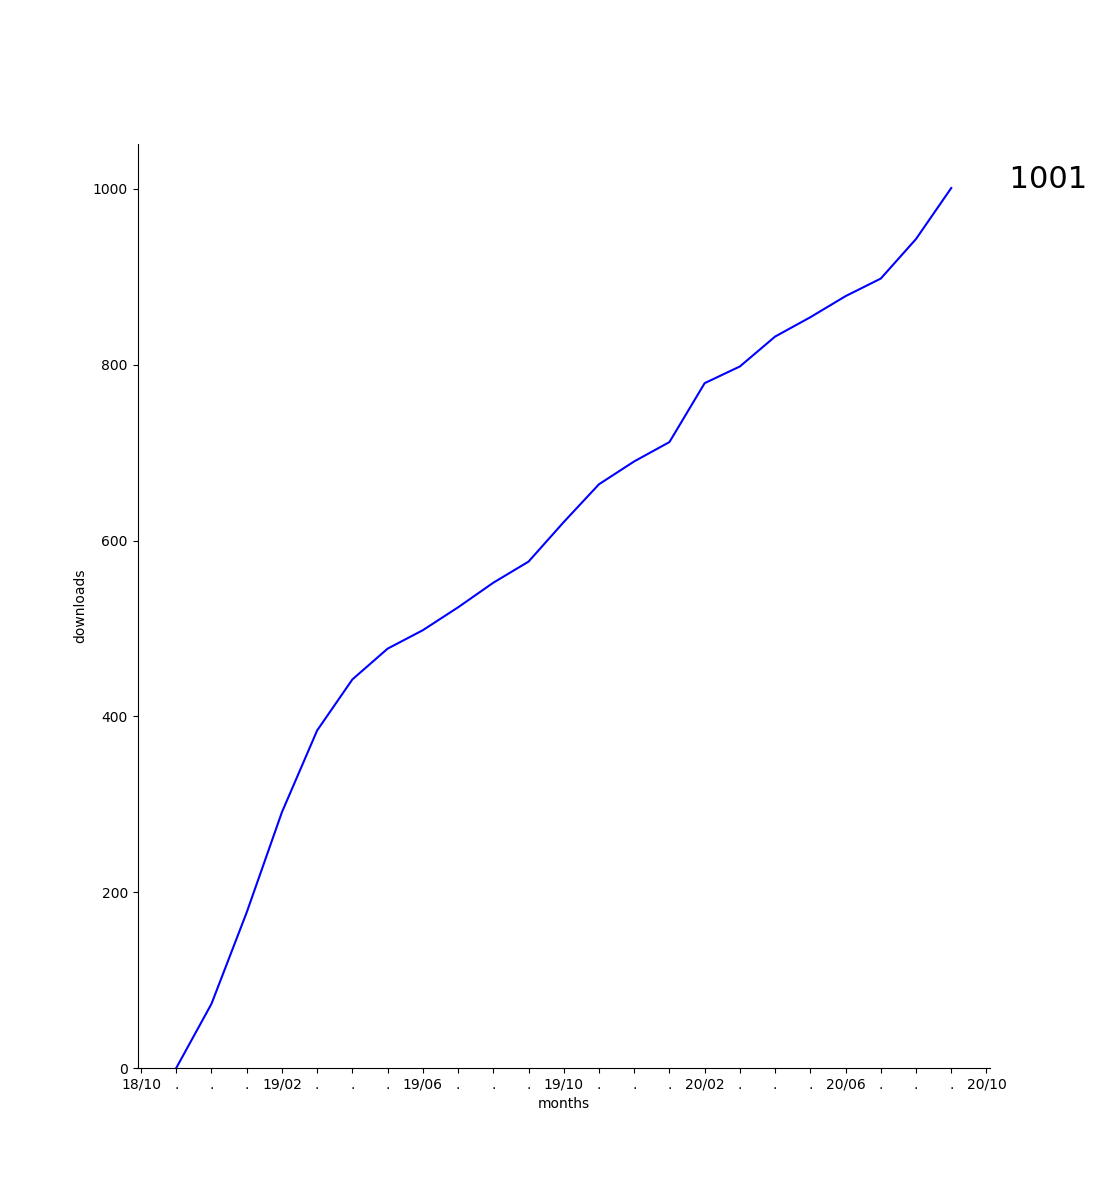 1001
1000
800
600
400
200
0
downloads
18/10 . . . 19/02 . . . 19/06 . . . 19/10 . . . 20/02 . . . 20/06 . . . 20/10
months